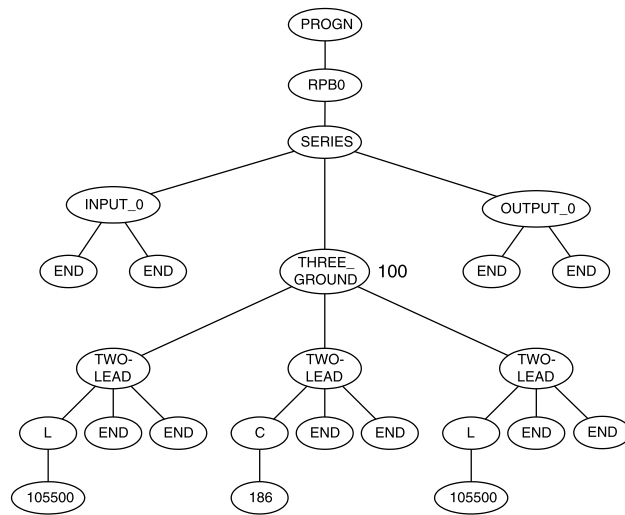 PROGN
RPB0
SERIES
INPUT_0
OUTPUT_0
END
END
THREE_
GROUND
100
END
END
TWO-
LEAD
TWO-
LEAD
TWO-
LEAD
L
END
END
C
END
END
L
END
END
105500
186
105500